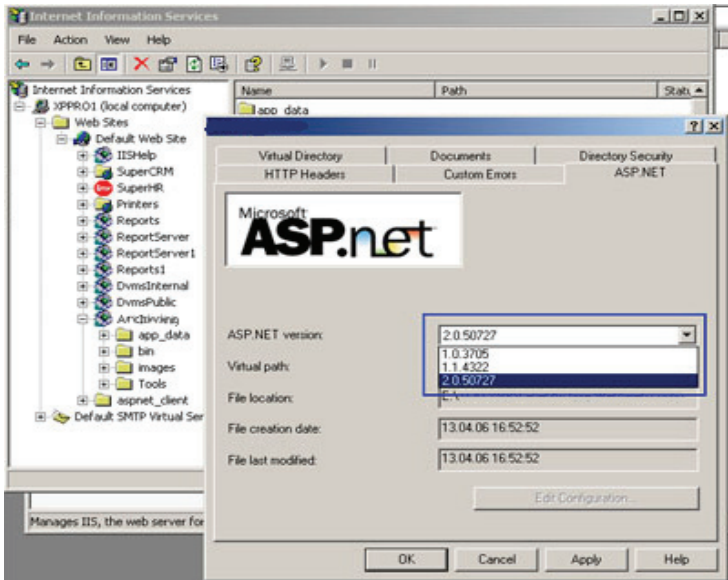 Internet Information Services
File Action View Help
Internet Information Services
XPPRO1 (local computer)
Web Sites
Default Web Site
IISHelp
SuperCRM
SuperHR
Printers
Reports
ReportServer
ReportServer1
Reports1
DvmsInternal
DvmsPublic
app_data
bin
images
Tools
aspnet_client
Default SMTP Virtual Ser
Name Path
app_data
Virtual Directory Documents Directory Security
HTTP Headers Custom Errors ASP.NET
Microsoft
ASP.net
ASP.NET version: 2.0.50727
1.0.3705
1.1.4322
2.0.50727
Virtual path:
File location: E:\
File creation date: 13.04.06 16:52:52
File last modified: 13.04.06 16:52:52
Edit Configuration...
OK Cancel Apply Help
Manages IIS, the web server for